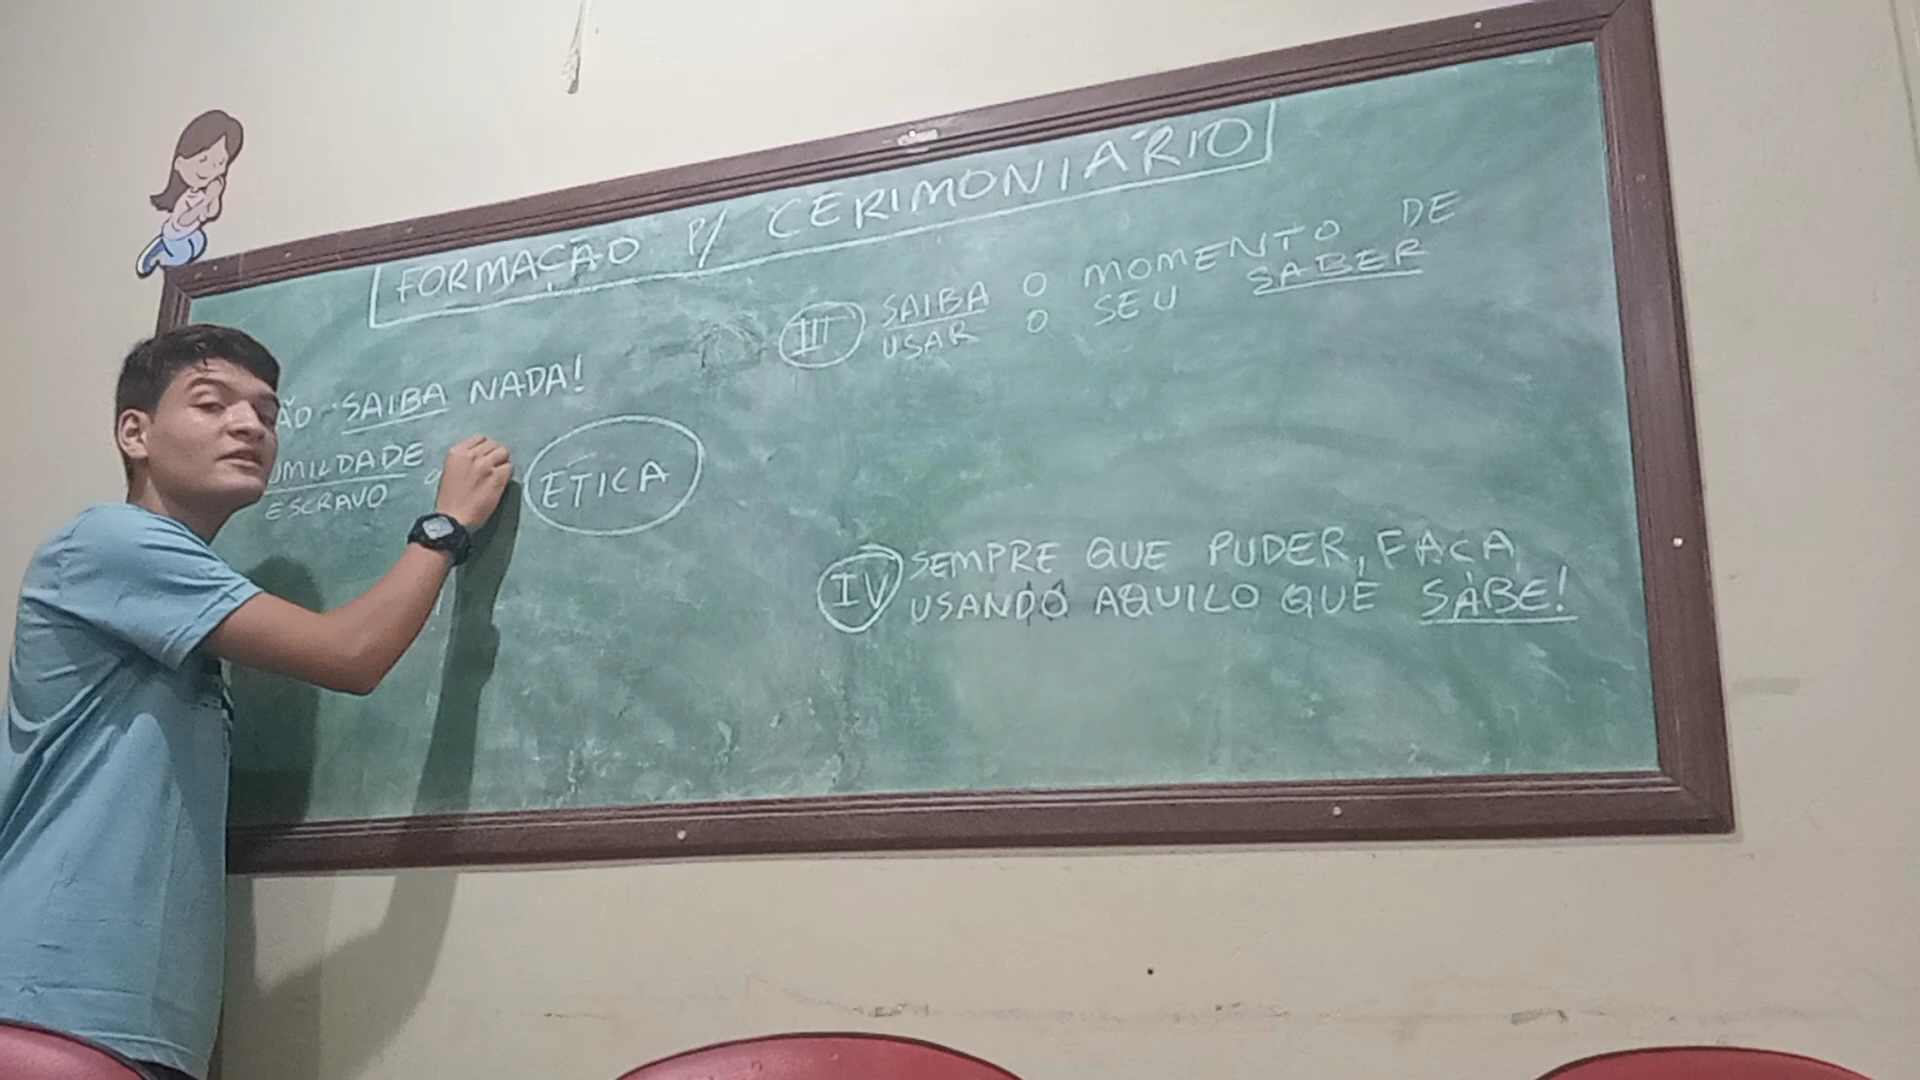 FORMAÇÃO P/ CERIMONIÁRIO
ÃO SAIBA NADA!
UMILDADE
ESCRAVO
ÉTICA
III SAIBA O MOMENTO DE
USAR O SEU SABER
IV SEMPRE QUE PUDER, FAÇA,
USANDO AQUILO QUE SABE!